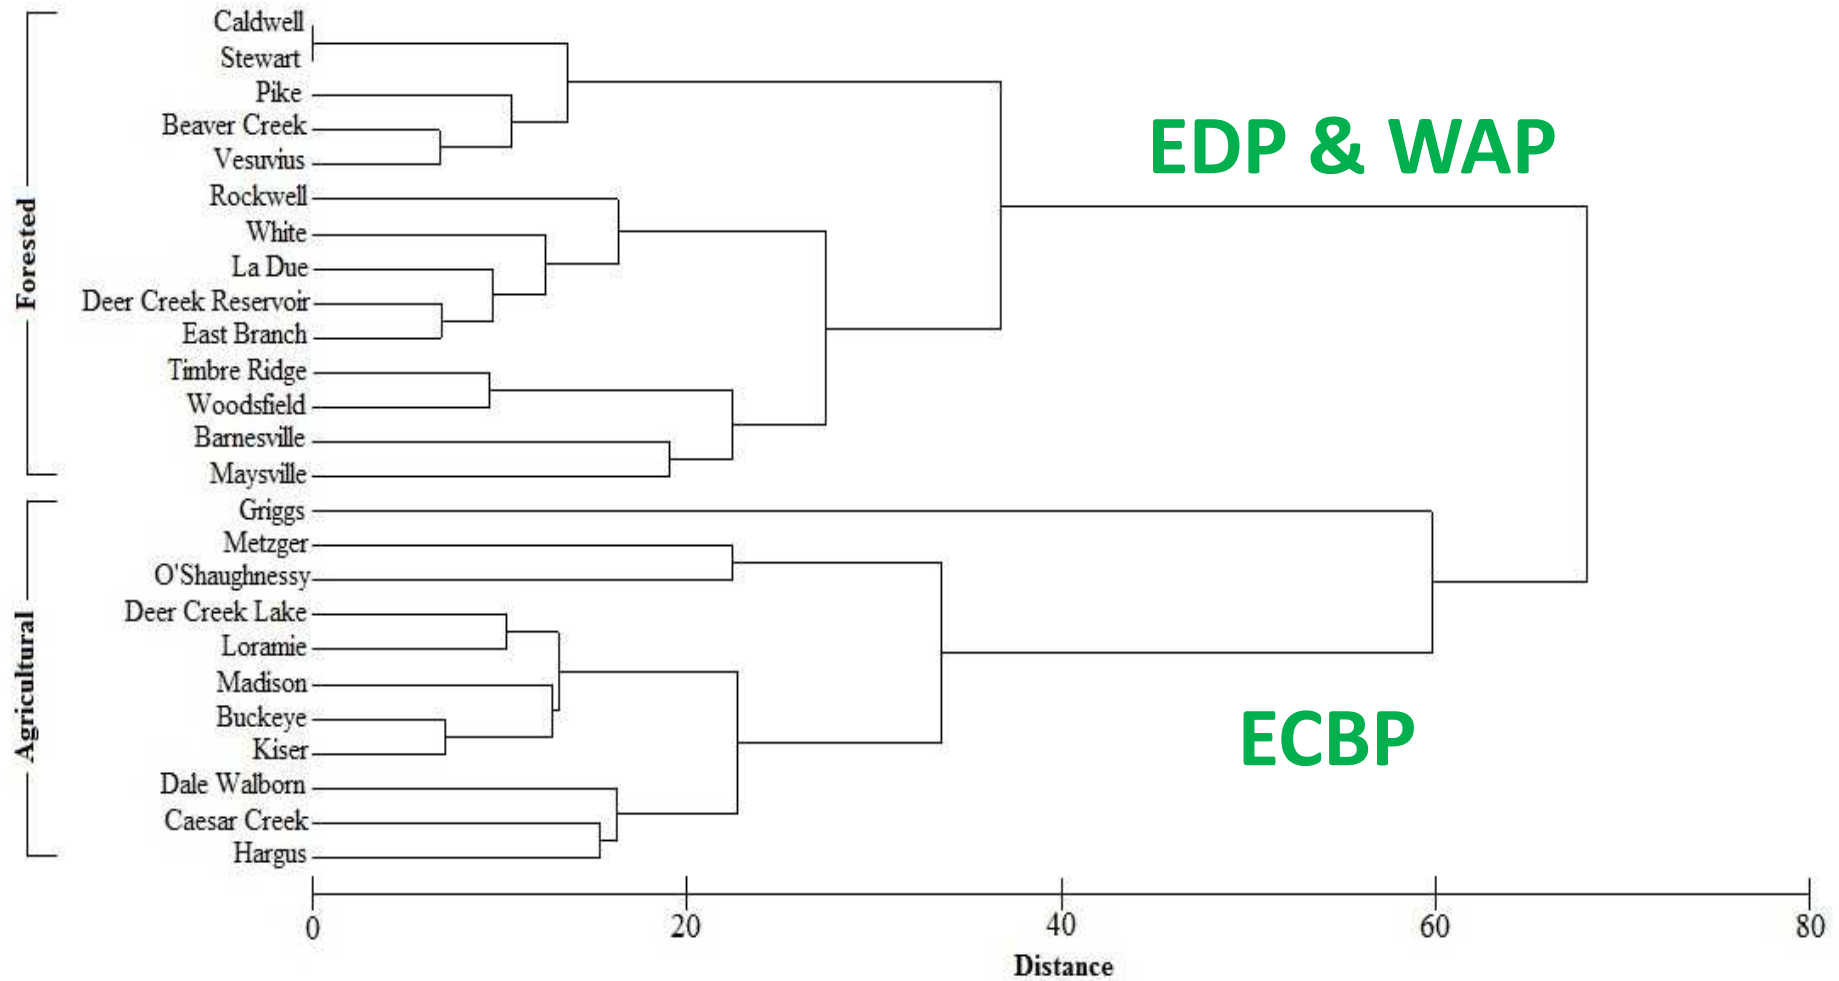 Forested
Caldwell
Stewart
Pike
Beaver Creek
Vesuvius
Rockwell
White
La Due
Deer Creek Reservoir
East Branch
Timbre Ridge
Woodsfield
Barnesville
Maysville
EDP & WAP
Agricultural
Griggs
Metzger
O'Shaughnessy
Deer Creek Lake
Loramie
Madison
Buckeye
Kiser
Dale Walborn
Caesar Creek
Hargus
ECBP
0 20 40 60 80
Distance